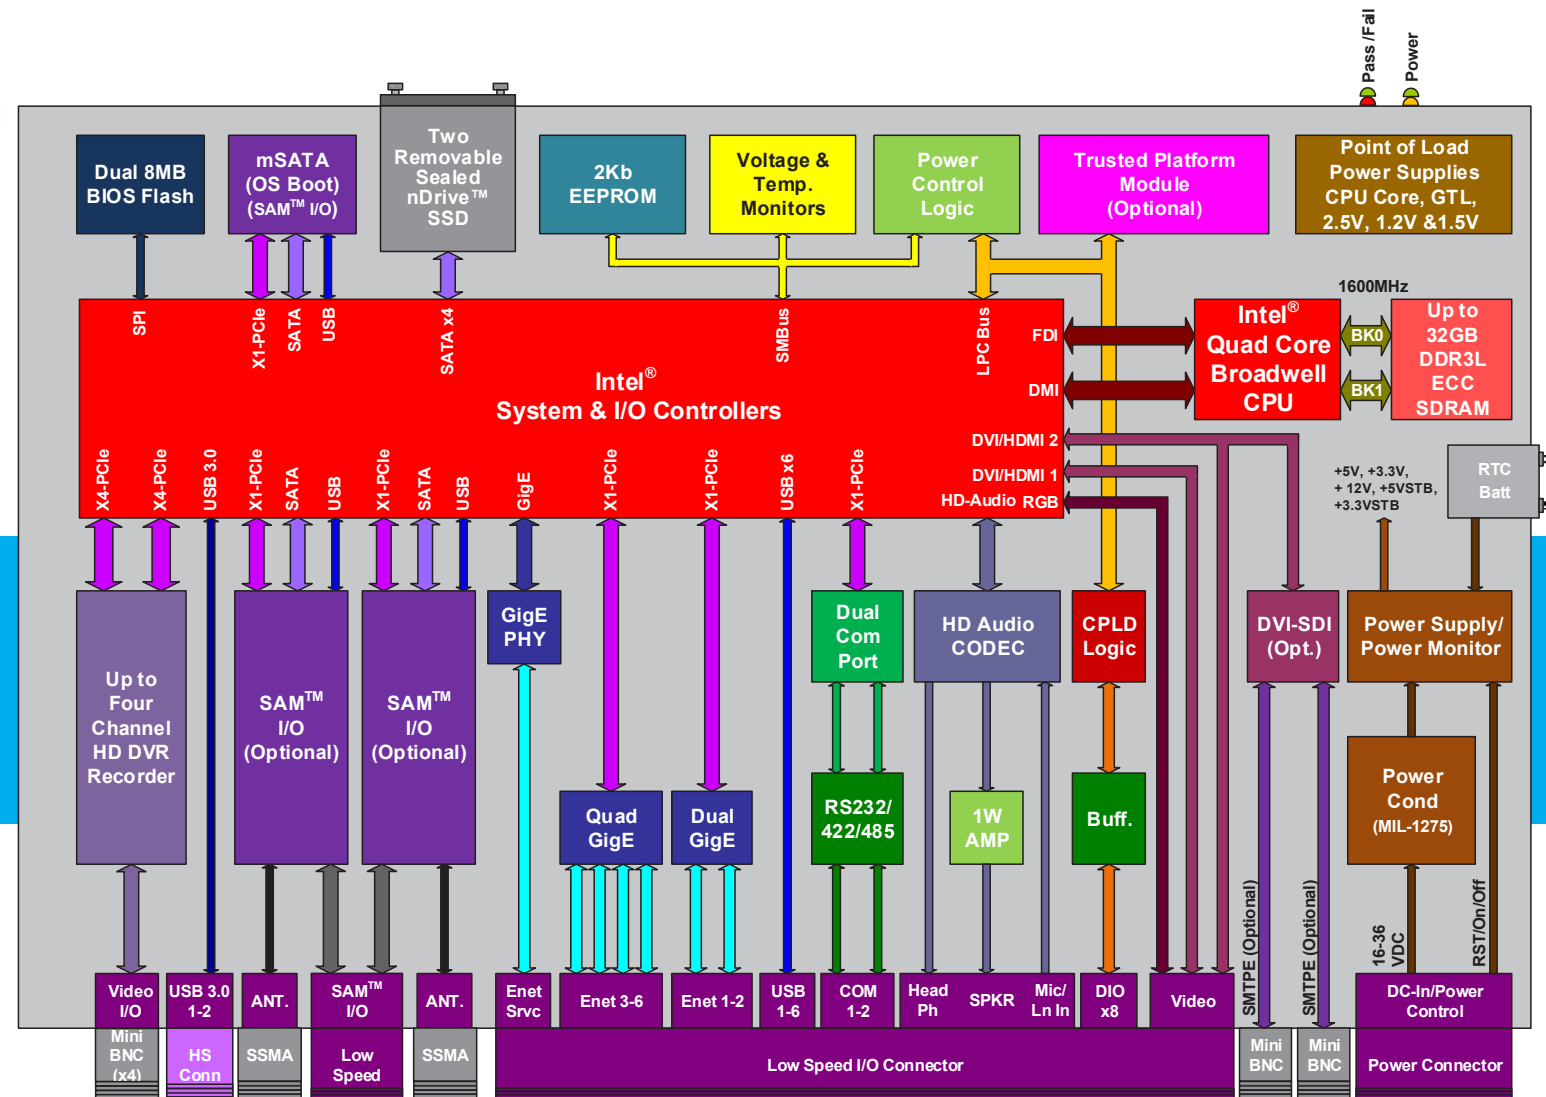 Pass /Fail
Power
Dual 8MB
BIOS Flash
mSATA
(OS Boot)
(SAM™ I/O)
Two
Removable
Sealed
nDrive™
SSD
2Kb
EEPROM
Voltage &
Temp.
Monitors
Power
Control
Logic
Trusted Platform
Module
(Optional)
Point of Load
Power Supplies
CPU Core, GTL,
2.5V, 1.2V &1.5V
SPI
X1-PCIe
SATA
USB
SATA x4
SMBus
LPC Bus
FDI
DMI
Intel®
System & I/O Controllers
Intel®
Quad Core
Broadwell
CPU
1600MHz
BK0
BK1
Up to
32GB
DDR3L
ECC
SDRAM
DVI/HDMI 2
DVI/HDMI 1
HD-Audio RGB
X4-PCIe
X4-PCIe
USB 3.0
X1-PCIe
SATA
USB
X1-PCIe
SATA
USB
GigE
X1-PCIe
X1-PCIe
USB x6
X1-PCIe
+5V, +3.3V,
+ 12V, +5VSTB,
+3.3VSTB
RTC
Batt
Up to
Four
Channel
HD DVR
Recorder
SAM™
I/O
(Optional)
SAM™
I/O
(Optional)
GigE
PHY
Dual
Com
Port
HD Audio
CODEC
CPLD
Logic
DVI-SDI
(Opt.)
Power Supply/
Power Monitor
Quad
GigE
Dual
GigE
RS232/
422/485
1W
AMP
Buff.
Power
Cond
(MIL-1275)
SMTPE (Optional)
SMTPE (Optional)
16-36
VDC
RST/On/Off
Video
I/O
USB 3.0
1-2
ANT.
SAM™
I/O
ANT.
Enet
Srvc
Enet 3-6
Enet 1-2
USB
1-6
COM
1-2
Head
Ph
SPKR
Mic/
Ln In
DIO
x8
Video
DC-In/Power
Control
Mini
BNC
(x4)
HS
Conn
SSMA
Low
Speed
SSMA
Low Speed I/O Connector
Mini
BNC
Mini
BNC
Power Connector